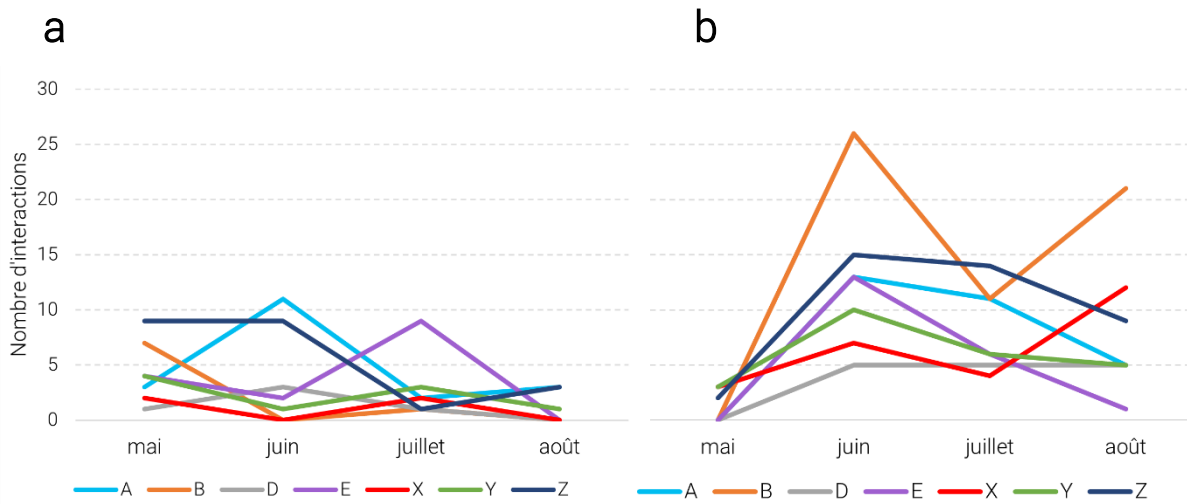 a
b
Nombre d'interactions
30
25
20
15
10
5
0
mai juin juillet août
mai juin juillet août
A B D E X Y Z
A B D E X Y Z